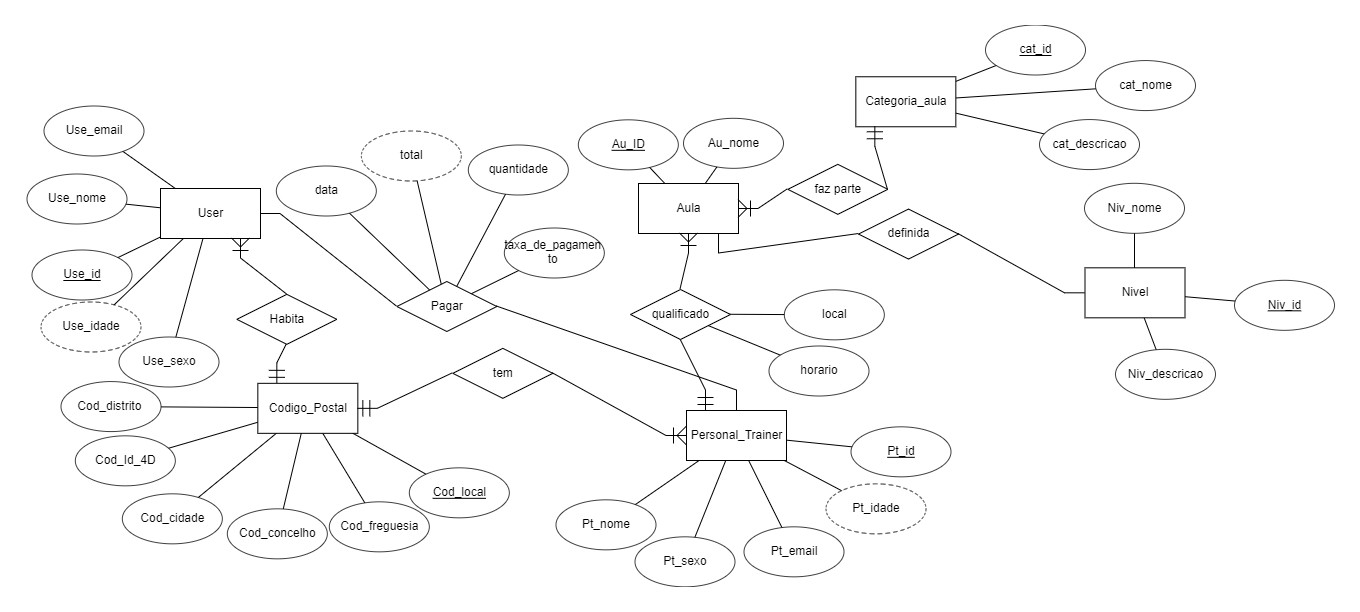 cat_id
cat_nome
Categoria_aula
cat_descricao
Use_email
Au_ID
Au_nome
total
quantidade
data
faz parte
Use_nome
User
Aula
Niv_nome
definida
taxa_de_pagamen
to
Use_id
Nivel
Niv_id
Pagar
Habita
Use_idade
qualificado
local
Use_sexo
tem
horario
Niv_descricao
Cod_distrito
Codigo_Postal
Personal_Trainer
Cod_Id_4D
Pt_id
Cod_local
Pt_idade
Cod_cidade
Cod_concelho
Cod_freguesia
Pt_nome
Pt_sexo
Pt_email